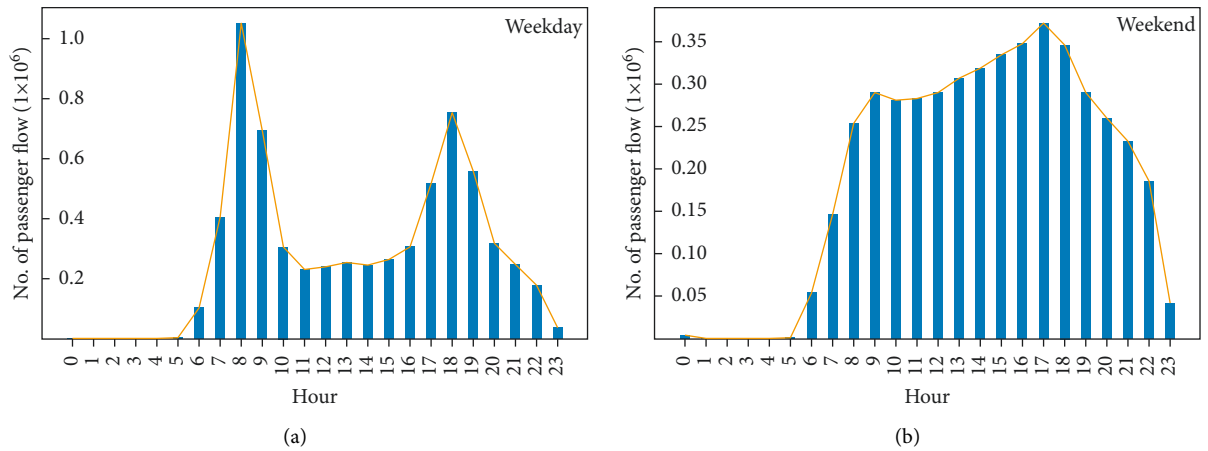 Weekday
No. of passenger flow (1×10⁶)
1.0
0.8
0.6
0.4
0.2
0 1 2 3 4 5 6 7 8 9 10 11 12 13 14 15 16 17 18 19 20 21 22 23
Hour
(a)
Weekend
No. of passenger flow (1×10⁶)
0.35
0.30
0.25
0.20
0.15
0.10
0.05
0 1 2 3 4 5 6 7 8 9 10 11 12 13 14 15 16 17 18 19 20 21 22 23
Hour
(b)